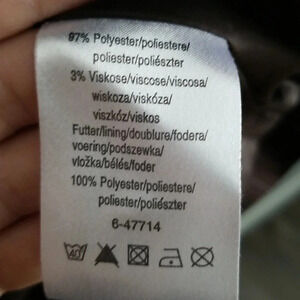 97% Polyester/poliestere/
poliester/poliészter
3% Viskose/viscose/viscosa/
wiskoza/viskóza/
viszkóz/viskos
Futter/lining/doublure/fodera/
voering/podszewka/
vložka/bélés/foder
100% Polyester/poliestere/
poliester/poliészter
6-47714
40